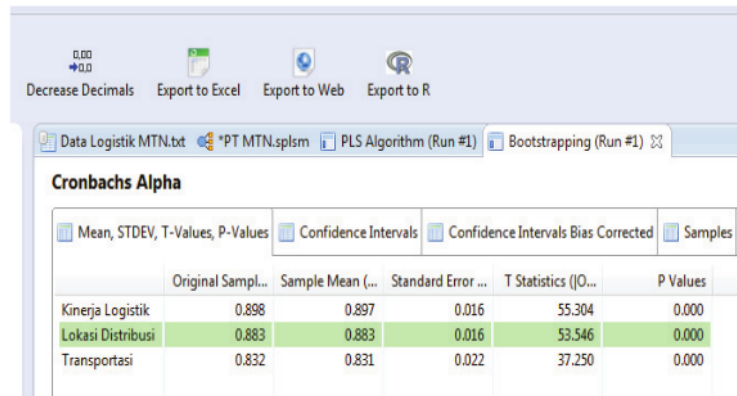 0,00
0,0
Decrease Decimals Export to Excel Export to Web Export to R
Data Logistik MTN.txt *PT MTN.splsm PLS Algorithm (Run #1) Bootstrapping (Run #1)
Cronbachs Alpha
Mean, STDEV, T-Values, P-Values Confidence Intervals Confidence Intervals Bias Corrected Samples
Original Sampl... Sample Mean (... Standard Error ... T Statistics (|O... P Values
Kinerja Logistik 0.898 0.897 0.016 55.304 0.000
Lokasi Distribusi 0.883 0.883 0.016 53.546 0.000
Transportasi 0.832 0.831 0.022 37.250 0.000